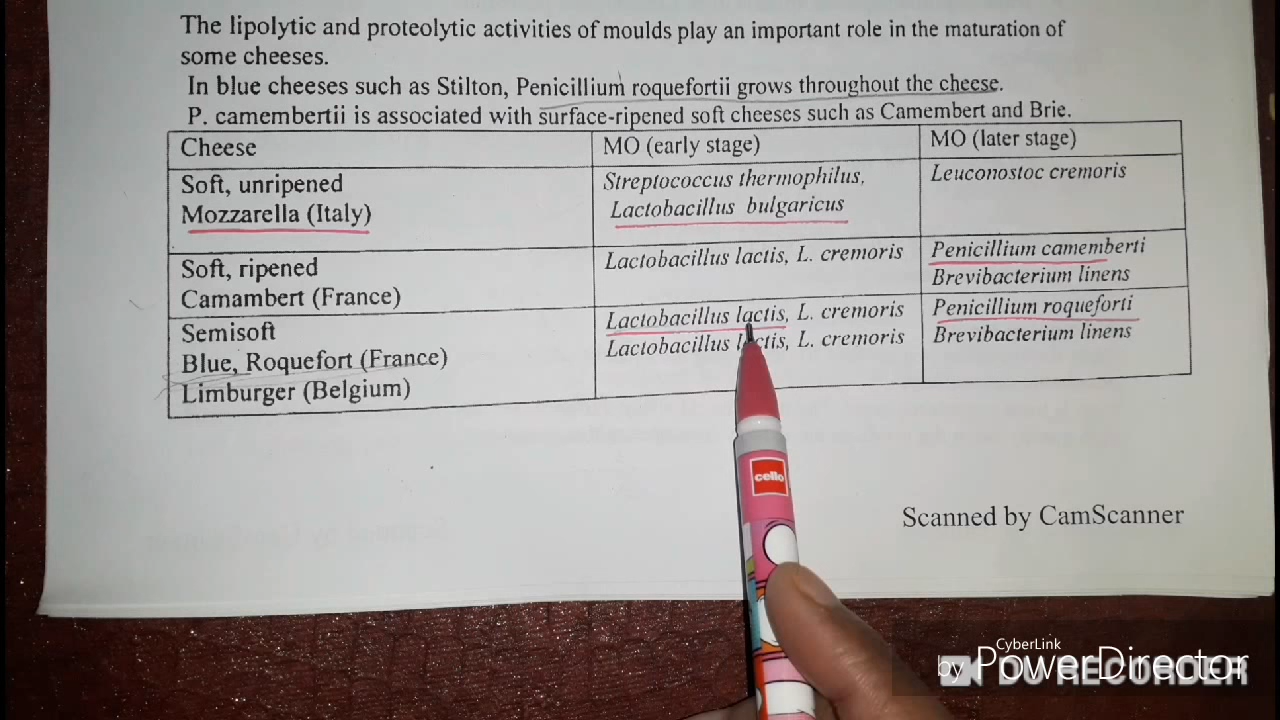 The lipolytic and proteolytic activities of moulds play an important role in the maturation of
some cheeses.
In blue cheeses such as Stilton, Penicillium roquefortii grows throughout the cheese.
P. camembertii is associated with surface-ripened soft cheeses such as Camembert and Brie.
Cheese MO (early stage) MO (later stage)
Soft, unripened Streptococcus thermophilus, Leuconostoc cremoris
Mozzarella (Italy) Lactobacillus bulgaricus
Soft, ripened Lactobacillus lactis, L. cremoris Penicillium camemberti
Camambert (France) Brevibacterium linens
Semisoft Lactobacillus lactis, L. cremoris Penicillium roqueforti
Blue, Roquefort (France) Lactobacillus lactis, L. cremoris Brevibacterium linens
Limburger (Belgium)
cello
Scanned by CamScanner
CyberLink
by PowerDirector
DU RECORDER